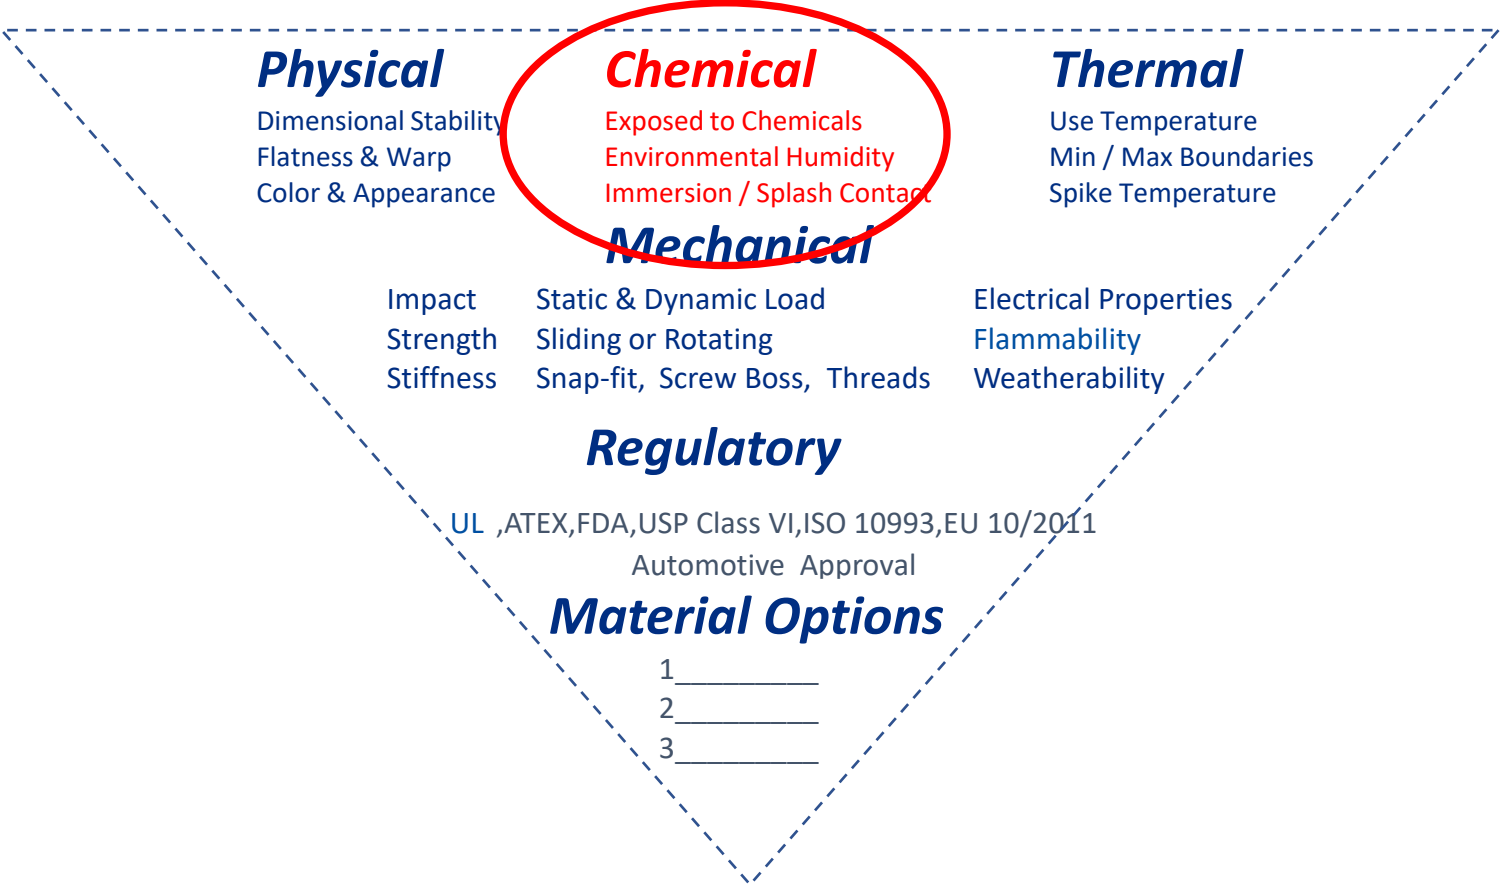 Physical Chemical Thermal
Dimensional Stability Exposed to Chemicals Use Temperature
Flatness & Warp Environmental Humidity Min / Max Boundaries
Color & Appearance Immersion / Splash Contact Spike Temperature
Mechanical
Impact Static & Dynamic Load Electrical Properties
Strength Sliding or Rotating Flammability
Stiffness Snap-fit, Screw Boss, Threads Weatherability
Regulatory
UL ,ATEX,FDA,USP Class VI,ISO 10993,EU 10/2011
Automotive Approval
Material Options
1_________
2_________
3_________